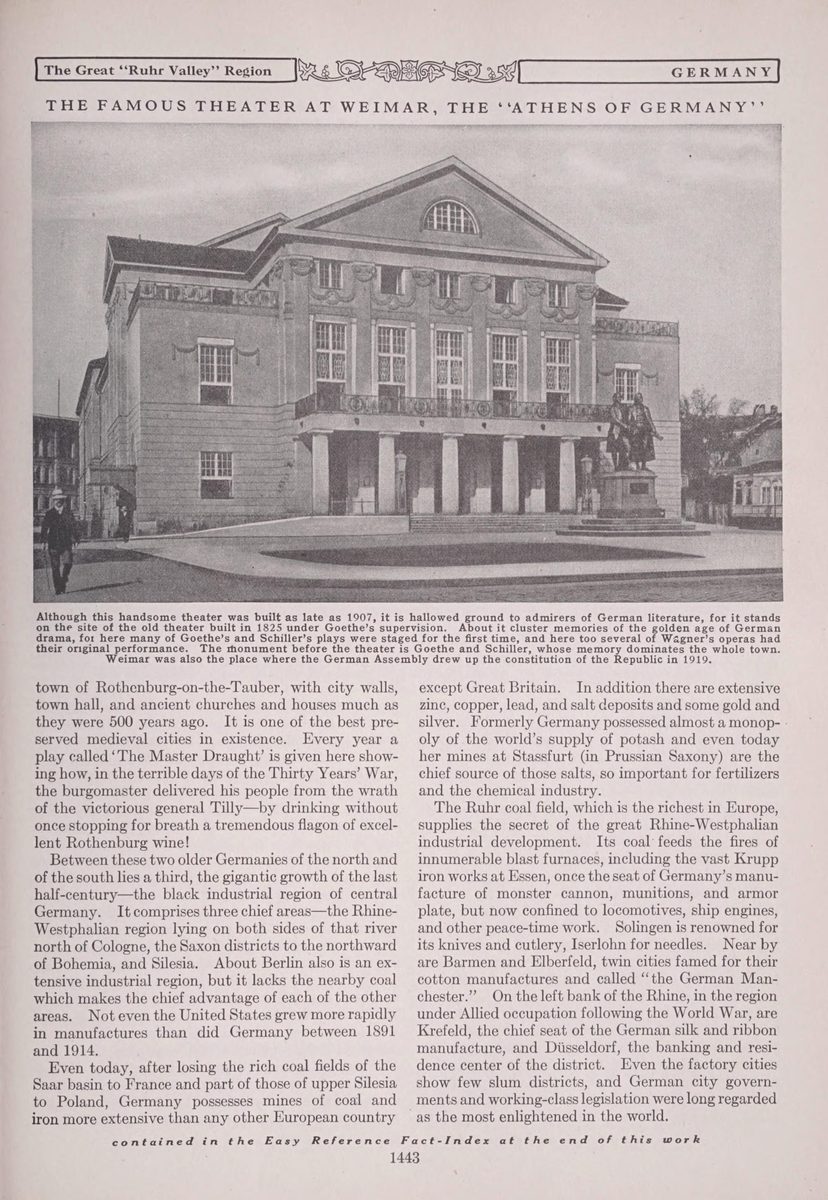 The Great “Ruhr Valley” Region
GERMANY
THE FAMOUS THEATER AT WEIMAR, THE “ATHENS OF GERMANY”
Although this handsome theater was built as late as 1907, it is hallowed ground to admirers of German literature, for it stands
on the site of the old theater built in 1825 under Goethe’s supervision. About it cluster memories of the golden age of German
drama, for here many of Goethe’s and Schiller’s plays were staged for the first time, and here too several of Wagner’s operas had
their original performance. The monument before the theater is Goethe and Schiller, whose memory dominates the whole town.
Weimar was also the place where the German Assembly drew up the constitution of the Republic in 1919.
town of Rothenburg-on-the-Tauber, with city walls,
town hall, and ancient churches and houses much as
they were 500 years ago. It is one of the best pre-
served medieval cities in existence. Every year a
play called ‘The Master Draught’ is given here show-
ing how, in the terrible days of the Thirty Years’ War,
the burgomaster delivered his people from the wrath
of the victorious general Tilly—by drinking without
once stopping for breath a tremendous flagon of excel-
lent Rothenburg wine!
Between these two older Germanies of the north and
of the south lies a third, the gigantic growth of the last
half-century—the black industrial region of central
Germany. It comprises three chief areas—the Rhine-
Westphalian region lying on both sides of that river
north of Cologne, the Saxon districts to the northward
of Bohemia, and Silesia. About Berlin also is an ex-
tensive industrial region, but it lacks the nearby coal
which makes the chief advantage of each of the other
areas. Not even the United States grew more rapidly
in manufactures than did Germany between 1891
and 1914.
Even today, after losing the rich coal fields of the
Saar basin to France and part of those of upper Silesia
to Poland, Germany possesses mines of coal and
iron more extensive than any other European country
except Great Britain. In addition there are extensive
zinc, copper, lead, and salt deposits and some gold and
silver. Formerly Germany possessed almost a monop-
oly of the world’s supply of potash and even today
her mines at Stassfurt (in Prussian Saxony) are the
chief source of those salts, so important for fertilizers
and the chemical industry.
The Ruhr coal field, which is the richest in Europe,
supplies the secret of the great Rhine-Westphalian
industrial development. Its coal feeds the fires of
innumerable blast furnaces, including the vast Krupp
iron works at Essen, once the seat of Germany’s manu-
facture of monster cannon, munitions, and armor
plate, but now confined to locomotives, ship engines,
and other peace-time work. Solingen is renowned for
its knives and cutlery, Iserlohn for needles. Near by
are Barmen and Elberfeld, twin cities famed for their
cotton manufactures and called “the German Man-
chester.” On the left bank of the Rhine, in the region
under Allied occupation following the World War, are
Krefeld, the chief seat of the German silk and ribbon
manufacture, and Düsseldorf, the banking and resi-
dence center of the district. Even the factory cities
show few slum districts, and German city govern-
ments and working-class legislation were long regarded
as the most enlightened in the world.
contained in the Easy Reference Fact-Index at the end of this work
1443